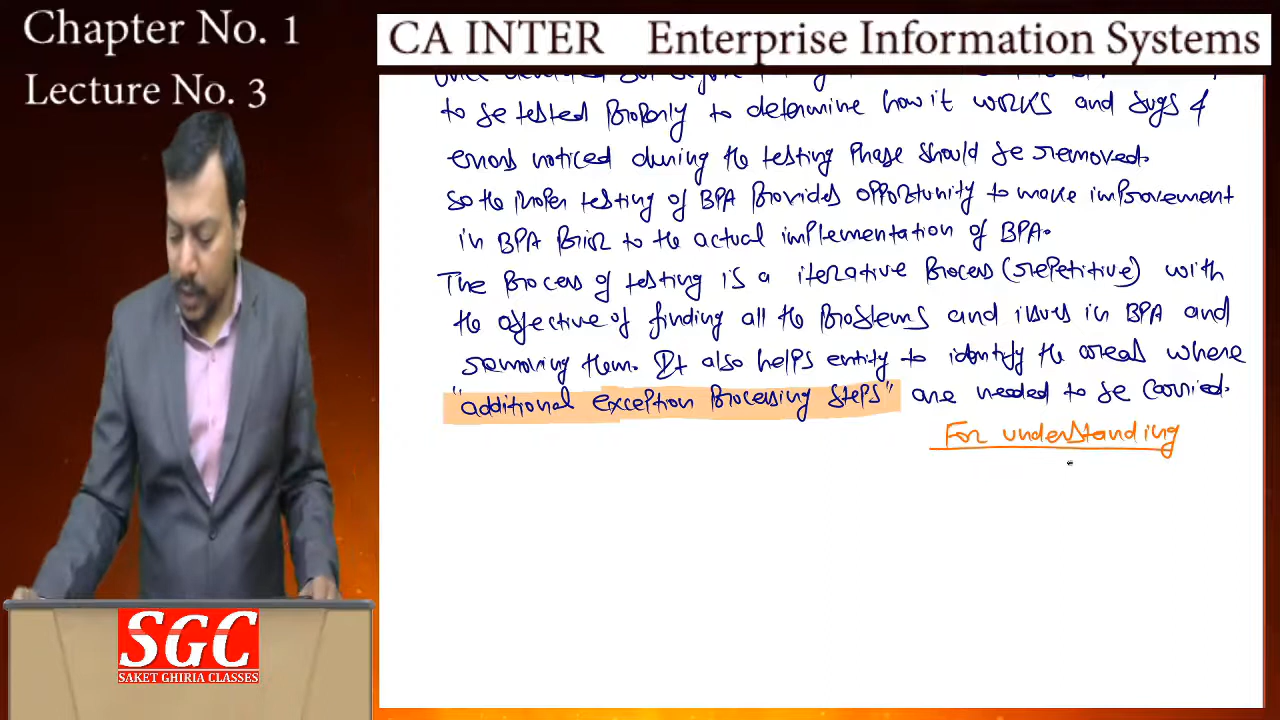 Chapter No. 1
Lecture No. 3
CA INTER Enterprise Information Systems
to be tested properly to determine how it works and bugs &
errors noticed during the testing phase should be removed.
So the proper testing of BPA provides opportunity to make improvement
in BPA prior to the actual implementation of BPA.
The process of testing is a iterative process (repetitive) with
the objective of finding all the problems and issues in BPA and
removing them. It also helps entity to identify the areas where
"additional exception processing steps" are needed to be carried.
For understanding
SGC
SAKET GHIRIA CLASSES